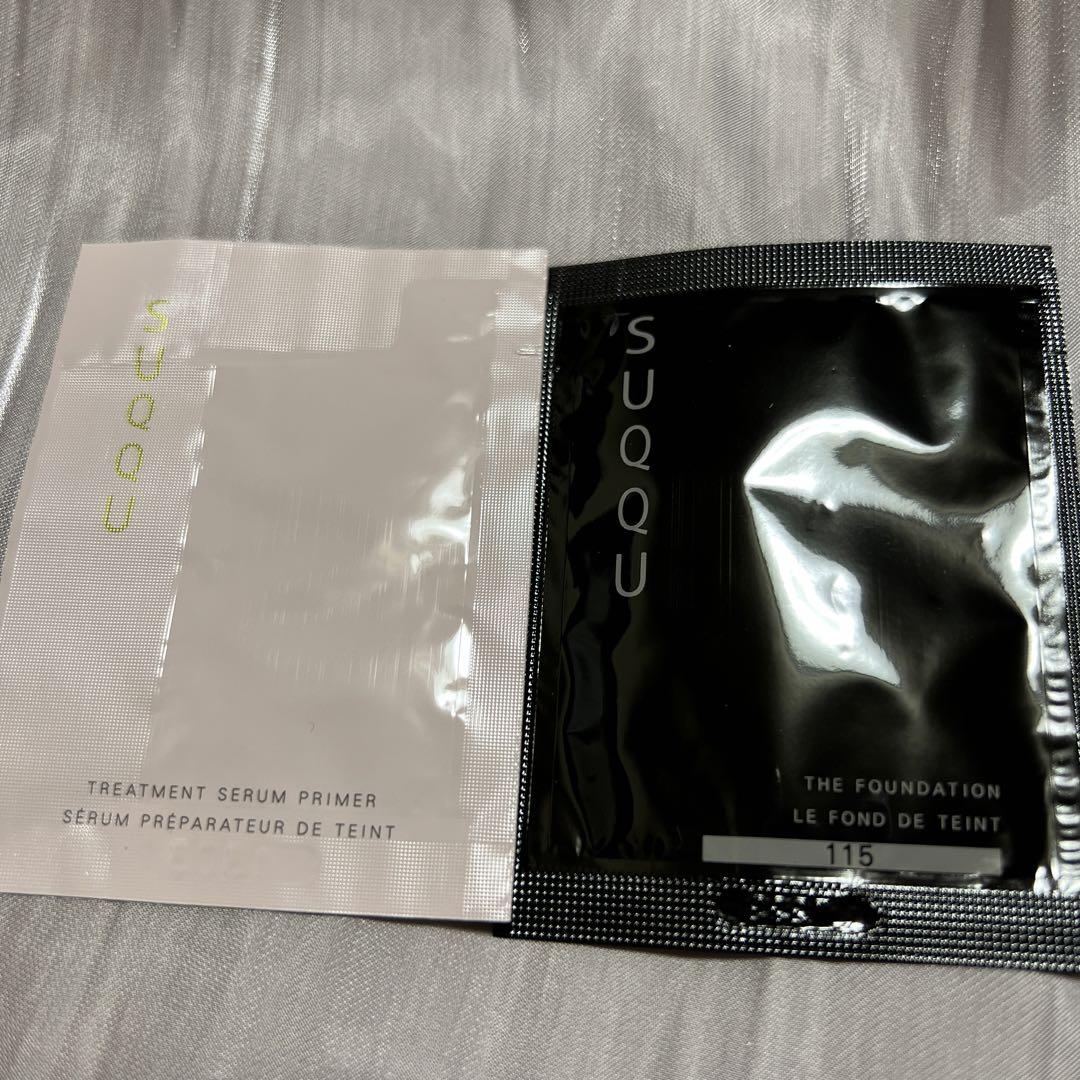 SUQQU
TREATMENT SERUM PRIMER
SÉRUM PRÉPARATEUR DE TEINT
SUQQU
THE FOUNDATION
LE FOND DE TEINT
115